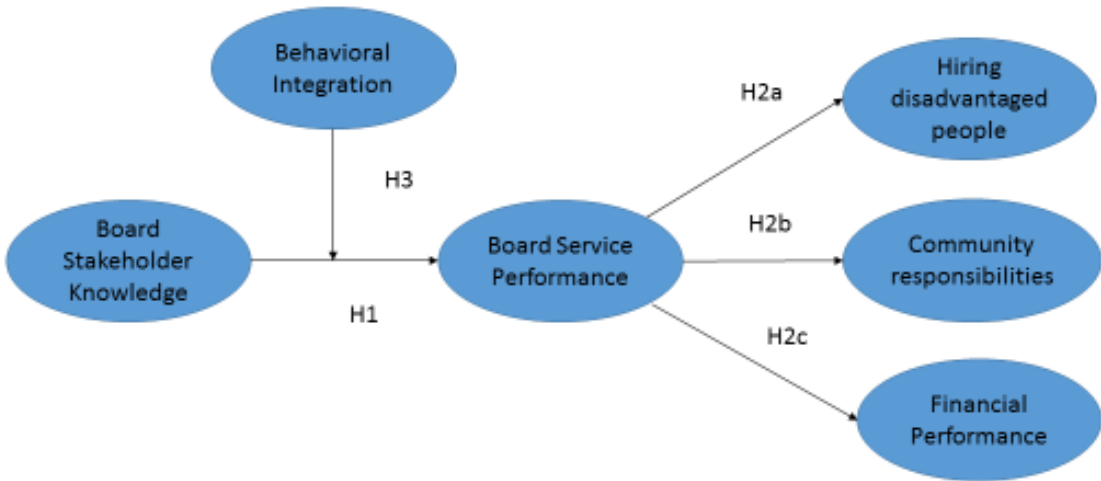 Behavioral
Integration
H3
Board
Stakeholder
Knowledge
H1
Board Service
Performance
H2a
Hiring
disadvantaged
people
H2b
Community
responsibilities
H2c
Financial
Performance